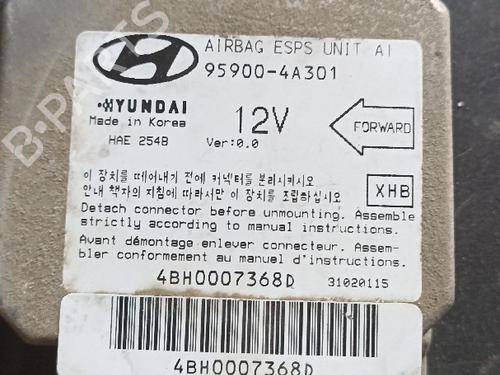 AIRBAG ESPS UNIT AI
95900-4A301
HYUNDAI
Made in Korea
HAE 254B
12V
Ver:0.0
FORWARD
이 장치를 떼어내기 전에 커넥터를 분리시키시오
안내 책자의 지침에 따라서만 이 장치를 조립하십시오
XHB
Detach connector before unmounting. Assemble
strictly according to manual instructions.
Avant démontage enlever connecteur. Assem-
bler conformement au manuel d'instructions.
4BH0007368D
31020115
4BH0007368D
B-PARTS